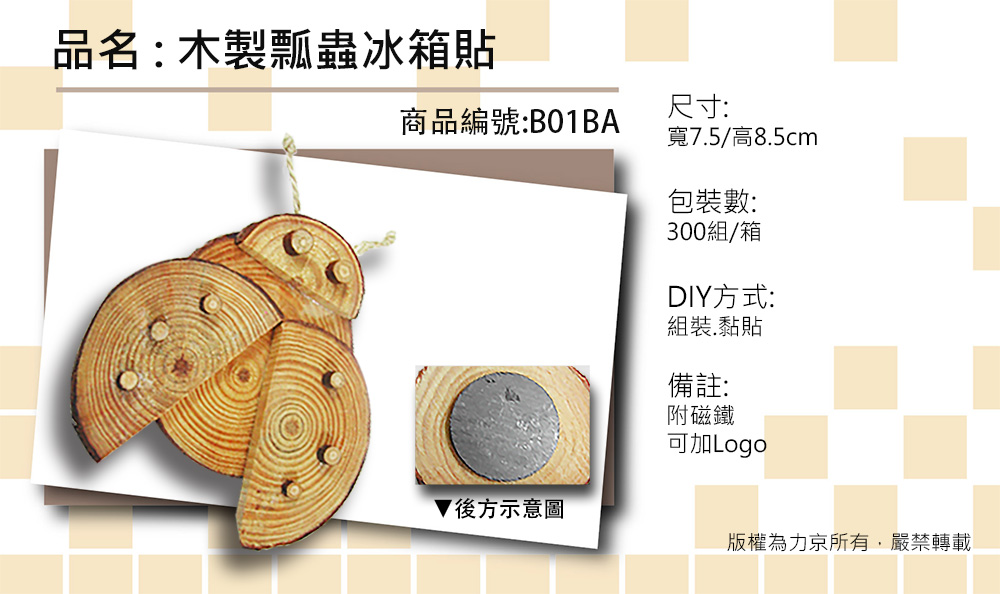 品名 : 木製瓢蟲冰箱貼
商品編號:B01BA
尺寸:
寬7.5/高8.5cm
包裝數:
300組/箱
DIY方式:
組裝.黏貼
備註:
附磁鐵
可加Logo
▼後方示意圖
版權為力京所有，嚴禁轉載